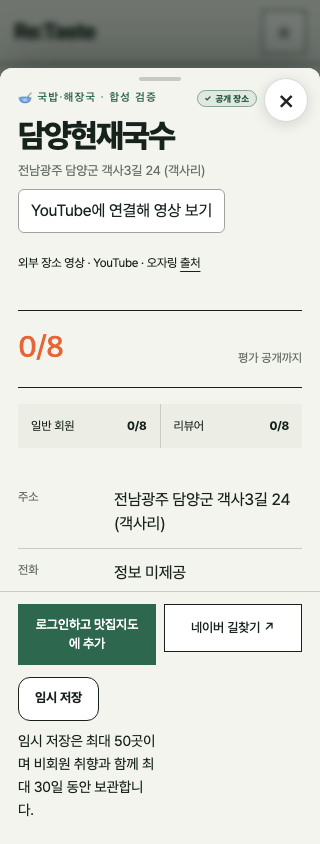 Re:Taste
국밥·해장국 · 합성 검증
✓ 공개 장소
×
담양현재국수
전남광주 담양군 객사3길 24 (객사리)
YouTube에 연결해 영상 보기
외부 장소 영상 · YouTube · 오자링 출처
0/8
평가 공개까지
일반 회원 0/8
리뷰어 0/8
주소
전남광주 담양군 객사3길 24
(객사리)
전화
정보 미제공
로그인하고 맛집지도
에 추가
네이버 길찾기 ↗
임시 저장
임시 저장은 최대 50곳이
며 비회원 취향과 함께 최
대 30일 동안 보관합니
다.